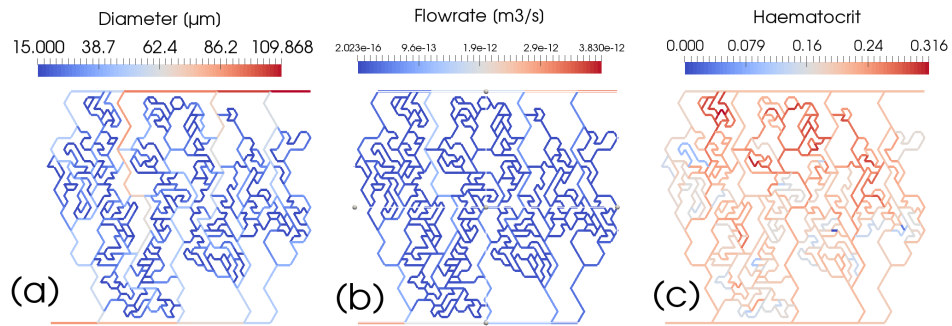 Diameter (μm)
15.000 38.7 62.4 86.2 109.868
(a)
Flowrate (m3/s)
2.023e-16 9.6e-13 1.9e-12 2.9e-12 3.830e-12
(b)
Haematocrit
0.000 0.079 0.16 0.24 0.316
(c)